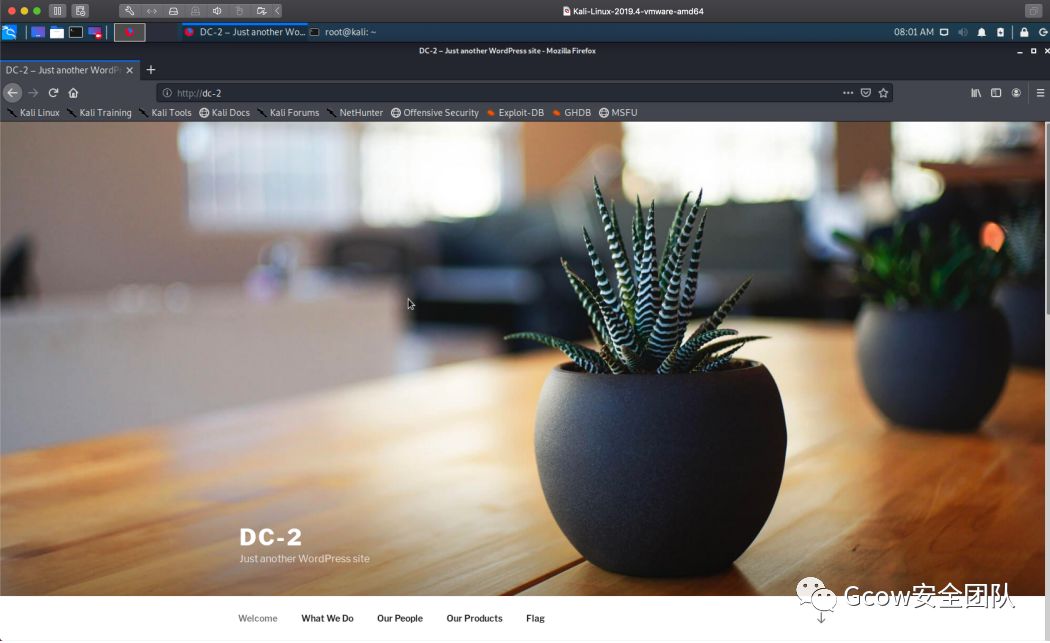 Kali-Linux-2019.4-vmware-amd64
DC-2 – Just another Wo... root@kali: ~ 08:01 AM
DC-2 – Just another WordPress site - Mozilla Firefox
DC-2 – Just another WordP
http://dc-2
Kali Linux Kali Training Kali Tools Kali Docs Kali Forums NetHunter Offensive Security Exploit-DB GHDB MSFU
DC-2
Just another WordPress site
Gcow安全团队
Welcome What We Do Our People Our Products Flag